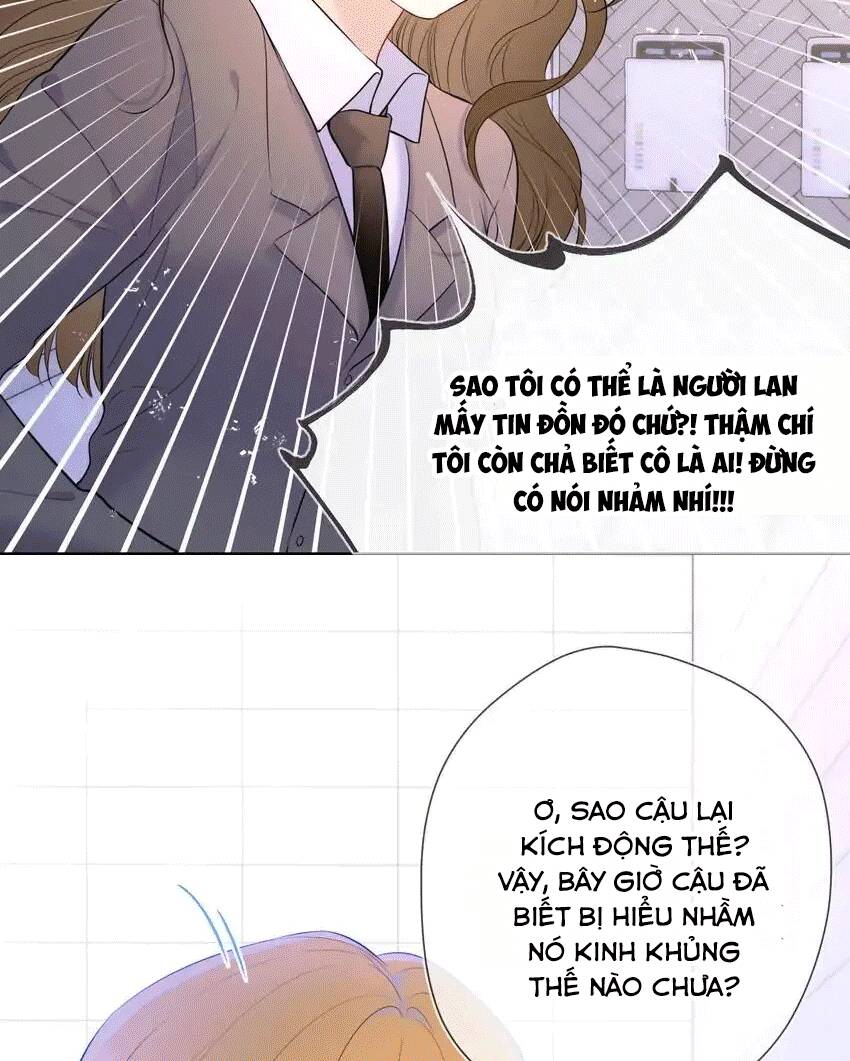 SAO TÔI CÓ THỂ LÀ NGƯỜI LAN
MẤY TIN ĐỒN ĐÓ CHỨ?! THẬM CHÍ
TÔI CÒN CHẢ BIẾT CÔ LÀ AI! ĐỪNG
CÓ NÓI NHẢM NHÍ!!!
Ơ, SAO CẬU LẠI
KÍCH ĐỘNG THẾ?
VẬY, BÂY GIỜ CẬU ĐÃ
BIẾT BỊ HIỂU NHẦM
NÓ KINH KHỦNG
THẾ NÀO CHƯA?